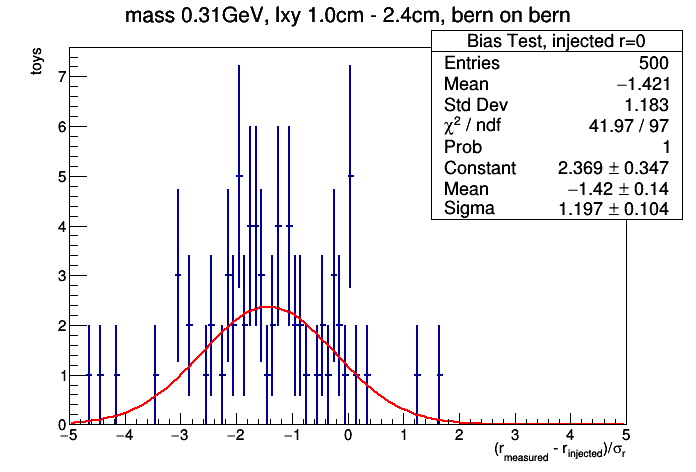 mass 0.31GeV, lxy 1.0cm - 2.4cm, bern on bern
Bias Test, injected r=0
Entries 500
Mean −1.421
Std Dev 1.183
χ² / ndf 41.97 / 97
Prob 1
Constant 2.369 ± 0.347
Mean −1.42 ± 0.14
Sigma 1.197 ± 0.104
toys
7
6
5
4
3
2
1
0
−5 −4 −3 −2 −1 0 1 2 3 4 5
(r_measured - r_injected)/σ_r